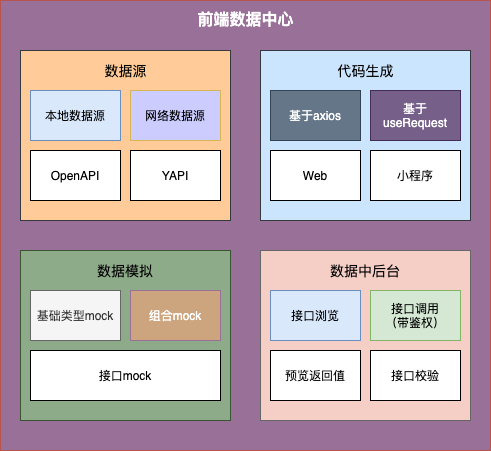 前端数据中心
数据源
本地数据源
网络数据源
OpenAPI
YAPI
代码生成
基于axios
基于
useRequest
Web
小程序
数据模拟
基础类型mock
组合mock
接口mock
数据中后台
接口浏览
接口调用
（带鉴权）
预览返回值
接口校验